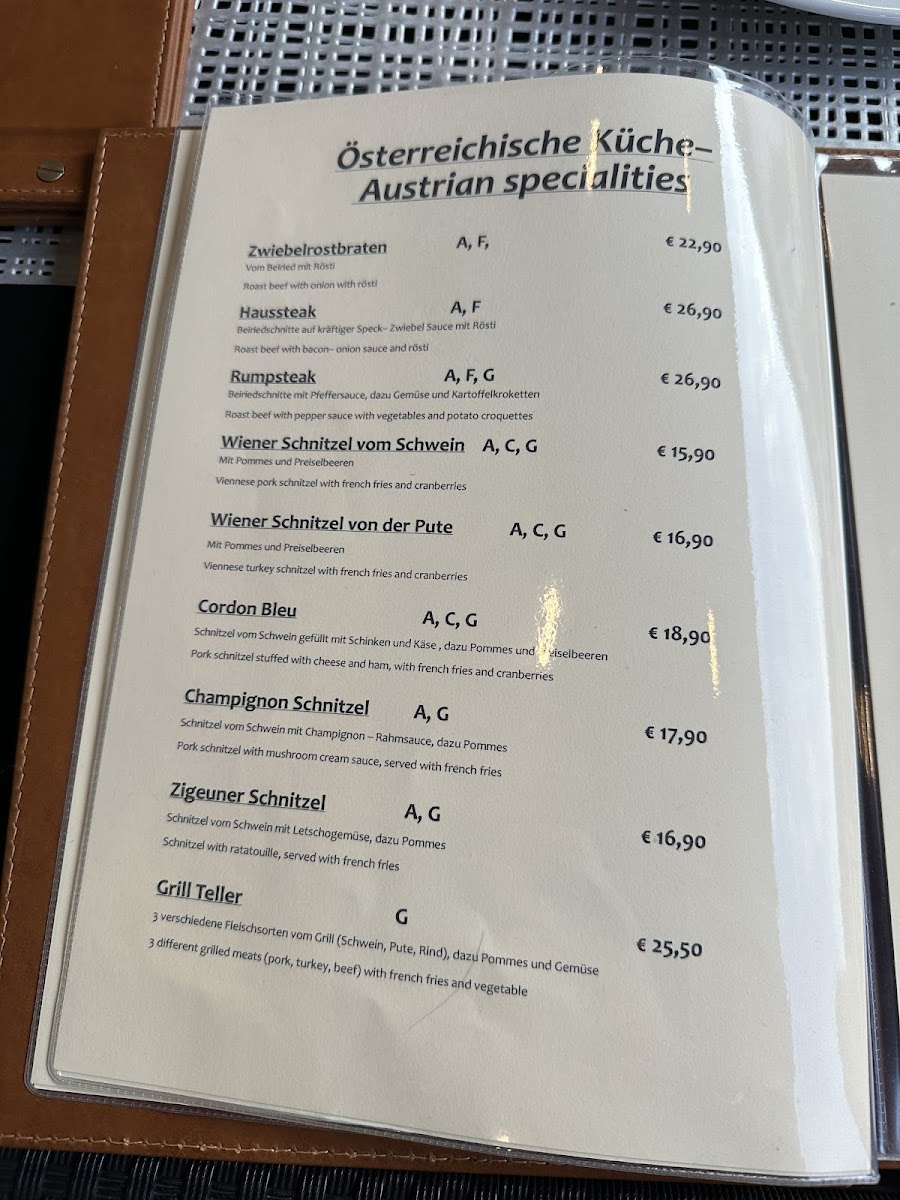 Österreichische Küche–
Austrian specialities
Zwiebelrostbraten A, F, € 22,90
Vom Beiried mit Rösti
Roast beef with onion with rösti
Haussteak A, F € 26,90
Beiriedschnitte auf kräftiger Speck– Zwiebel Sauce mit Rösti
Roast beef with bacon– onion sauce and rösti
Rumpsteak A, F, G € 26,90
Beiriedschnitte mit Pfeffersauce, dazu Gemüse und Kartoffelkroketten
Roast beef with pepper sauce with vegetables and potato croquettes
Wiener Schnitzel vom Schwein A, C, G € 15,90
Mit Pommes und Preiselbeeren
Viennese pork schnitzel with french fries and cranberries
Wiener Schnitzel von der Pute A, C, G € 16,90
Mit Pommes und Preiselbeeren
Viennese turkey schnitzel with french fries and cranberries
Cordon Bleu A, C, G € 18,90
Schnitzel vom Schwein gefüllt mit Schinken und Käse , dazu Pommes und Preiselbeeren
Pork schnitzel stuffed with cheese and ham, with french fries and cranberries
Champignon Schnitzel A, G € 17,90
Schnitzel vom Schwein mit Champignon – Rahmsauce, dazu Pommes
Pork schnitzel with mushroom cream sauce, served with french fries
Zigeuner Schnitzel A, G € 16,90
Schnitzel vom Schwein mit Letschogemüse, dazu Pommes
Schnitzel with ratatouille, served with french fries
Grill Teller G € 25,50
3 verschiedene Fleischsorten vom Grill (Schwein, Pute, Rind), dazu Pommes und Gemüse
3 different grilled meats (pork, turkey, beef) with french fries and vegetable